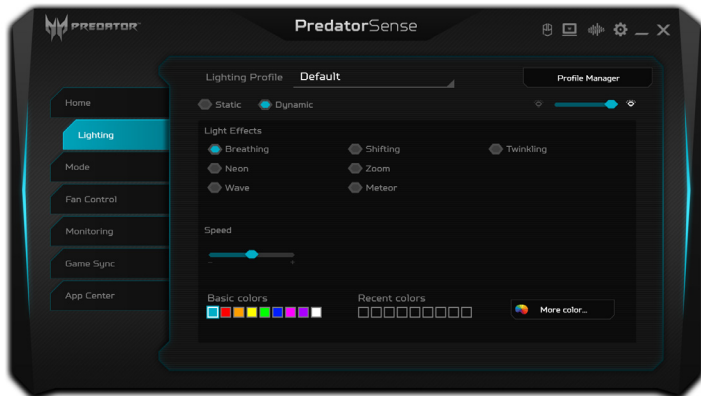 PREDATOR
PredatorSense
Lighting Profile Default
Profile Manager
Home
Static Dynamic
Lighting
Light Effects
Breathing Shifting Twinkling
Mode
Neon Zoom
Wave Meteor
Fan Control
Monitoring
Speed
Game Sync
- +
App Center
Basic colors Recent colors
More color...